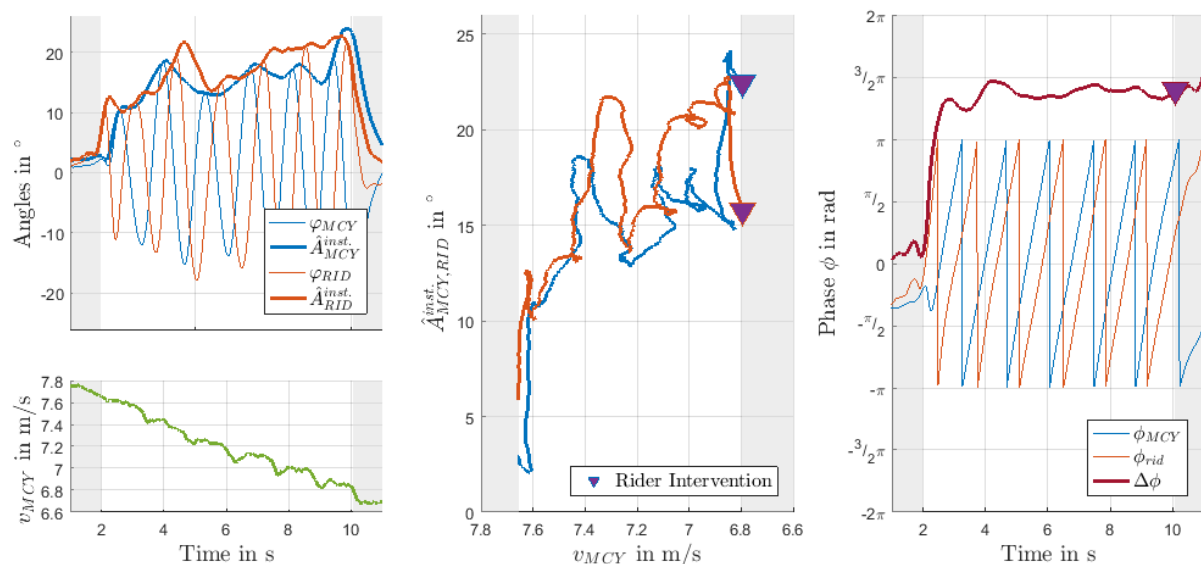 20
10
0
-10
-20
Angles in °
φ_MCY
Â^inst._MCY
φ_RID
Â^inst._RID
7.8
7.6
7.4
7.2
7
6.8
6.6
v_MCY in m/s
2
4
6
8
10
Time in s
25
20
15
10
5
0
Â^inst._MCY,RID in °
Rider Intervention
7.8
7.6
7.4
7.2
7
6.8
6.6
v_MCY in m/s
2π
3/2π
π
π/2
0
-π/2
-π
-3/2π
-2π
Phase ϕ in rad
ϕ_MCY
ϕ_rid
Δϕ
2
4
6
8
10
Time in s